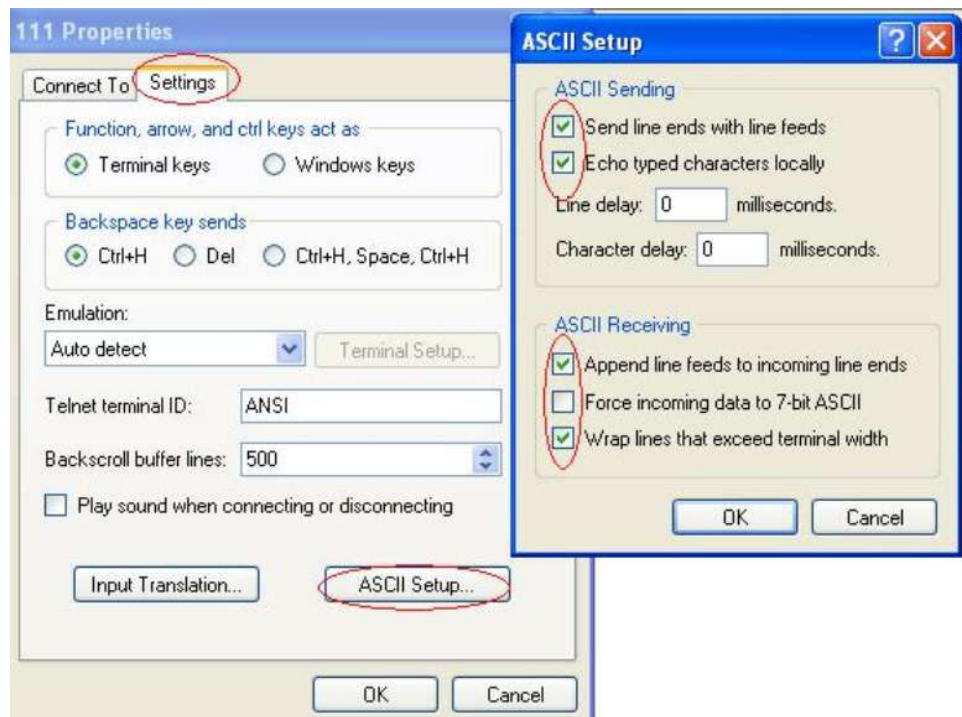 111 Properties
Connect To
Settings
Function, arrow, and ctrl keys act as
Terminal keys
Windows keys
Backspace key sends
Ctrl+H
Del
Ctrl+H, Space, Ctrl+H
Emulation:
Auto detect
Terminal Setup...
Telnet terminal ID:
ANSI
Backscroll buffer lines:
500
Play sound when connecting or disconnecting
Input Translation...
ASCII Setup...
OK
Cancel
ASCII Setup
ASCII Sending
Send line ends with line feeds
Echo typed characters locally
Line delay: 0 milliseconds.
Character delay: 0 milliseconds.
ASCII Receiving
Append line feeds to incoming line ends
Force incoming data to 7-bit ASCII
Wrap lines that exceed terminal width
OK
Cancel